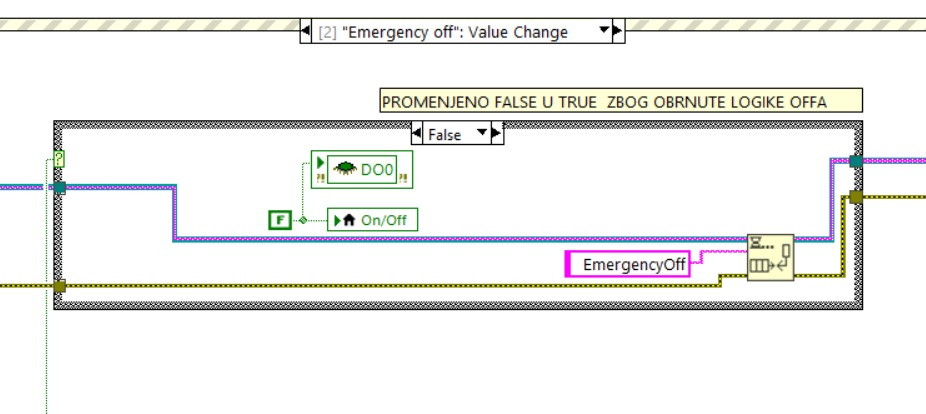 [2] "Emergency off": Value Change
PROMENJENO FALSE U TRUE ZBOG OBRNUTE LOGIKE OFFA
False
?
DO0
?!
?!
F
On/Off
EmergencyOff